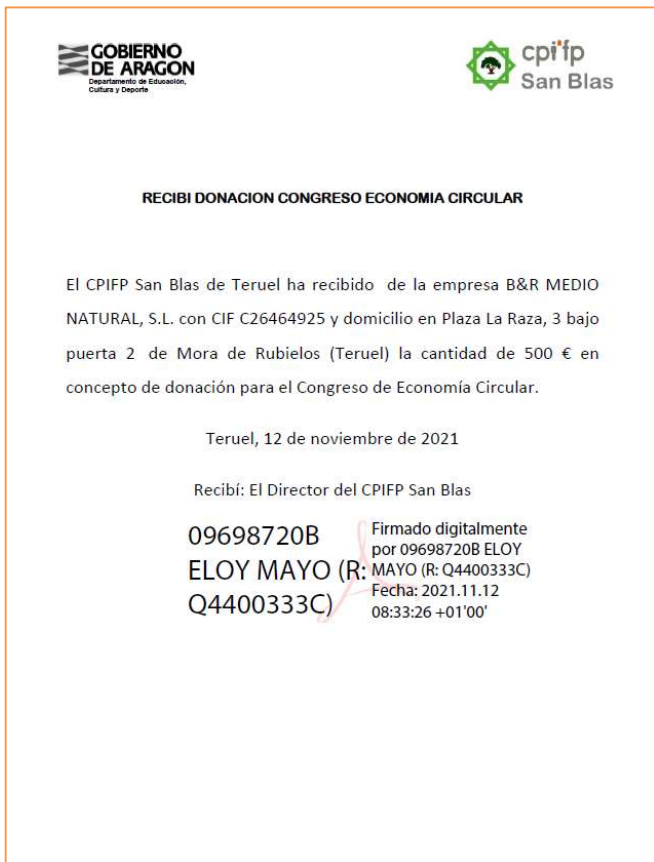 GOBIERNO
DE ARAGON
Departamento de Educación,
Cultura y Deporte
cpifp
San Blas
RECIBI DONACION CONGRESO ECONOMIA CIRCULAR
El CPIFP San Blas de Teruel ha recibido de la empresa B&R MEDIO
NATURAL, S.L. con CIF C26464925 y domicilio en Plaza La Raza, 3 bajo
puerta 2 de Mora de Rubielos (Teruel) la cantidad de 500 € en
concepto de donación para el Congreso de Economía Circular.
Teruel, 12 de noviembre de 2021
Recibí: El Director del CPIFP San Blas
09698720B
ELOY MAYO (R:
Q4400333C)
Firmado digitalmente
por 09698720B ELOY
MAYO (R: Q4400333C)
Fecha: 2021.11.12
08:33:26 +01'00'